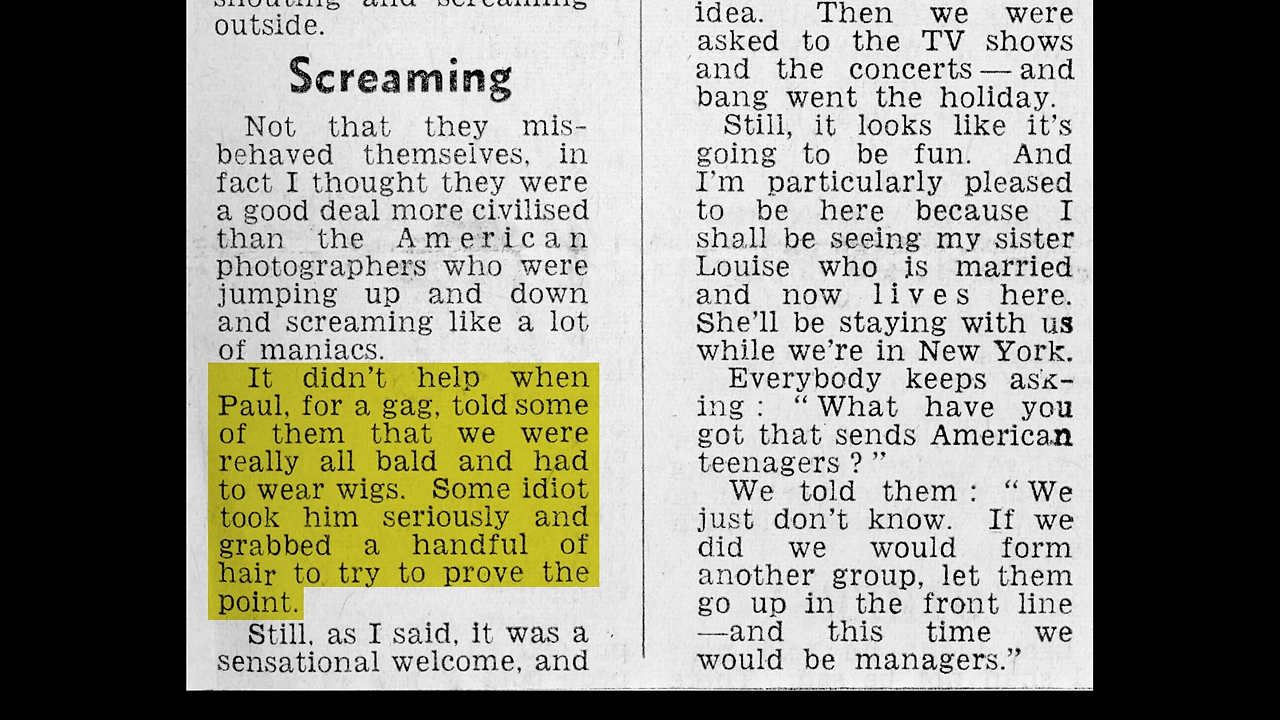 shouting and screaming
outside.
Screaming
Not that they mis-
behaved themselves, in
fact I thought they were
a good deal more civilised
than the American
photographers who were
jumping up and down
and screaming like a lot
of maniacs.
It didn't help when
Paul, for a gag, told some
of them that we were
really all bald and had
to wear wigs. Some idiot
took him seriously and
grabbed a handful of
hair to try to prove the
point.
Still, as I said, it was a
sensational welcome, and
idea. Then we were
asked to the TV shows
and the concerts — and
bang went the holiday.
Still, it looks like it's
going to be fun. And
I'm particularly pleased
to be here because I
shall be seeing my sister
Louise who is married
and now lives here.
She'll be staying with us
while we're in New York.
Everybody keeps ask-
ing : “ What have you
got that sends American
teenagers ? ”
We told them : “ We
just don't know. If we
did we would form
another group, let them
go up in the front line
—and this time we
would be managers.”